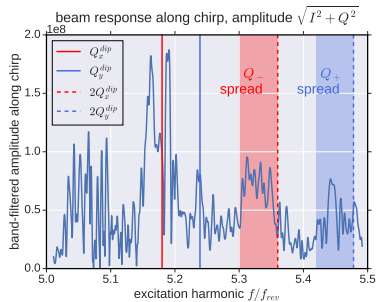 beam response along chirp, amplitude √(I² + Q²)
1e8
2.0
1.5
1.0
0.5
0.0
band-filtered amplitude along chirp
Q_x^dip
Q_y^dip
2Q_x^dip
2Q_y^dip
Q₋
spread
Q₊
spread
5.0 5.1 5.2 5.3 5.4 5.5
excitation harmonic f/f_rev